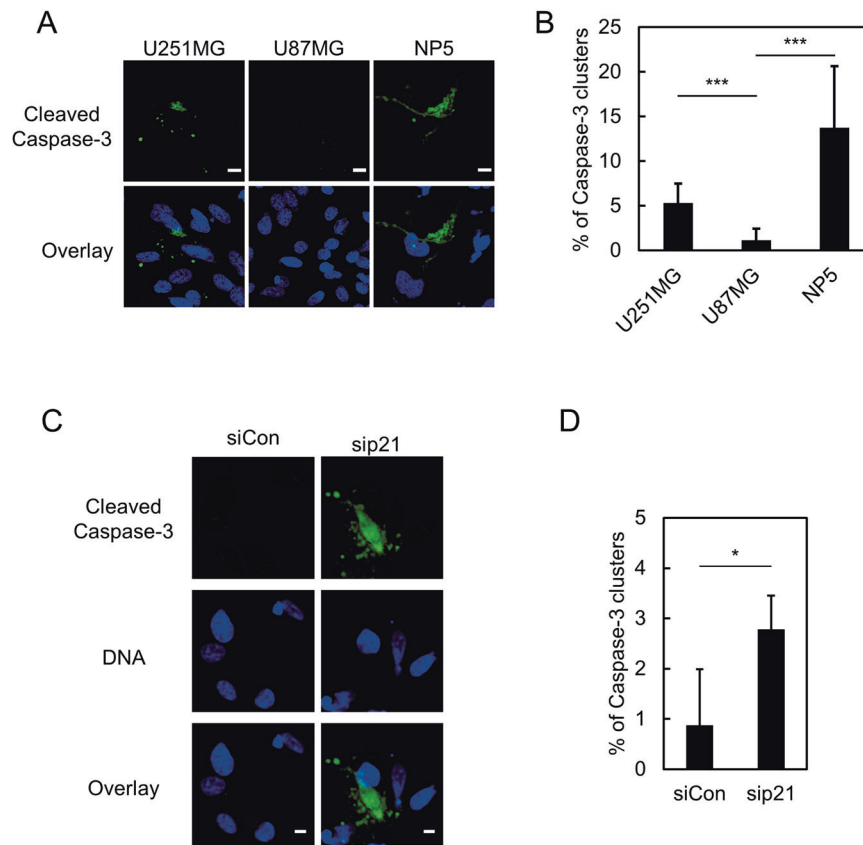 A
U251MG U87MG NP5
Cleaved
Caspase-3
Overlay
B
% of Caspase-3 clusters
25
20
15
10
5
0
***
***
U251MG U87MG NP5
C
siCon sip21
Cleaved
Caspase-3
DNA
Overlay
D
% of Caspase-3 clusters
5
4
3
2
1
0
*
siCon sip21